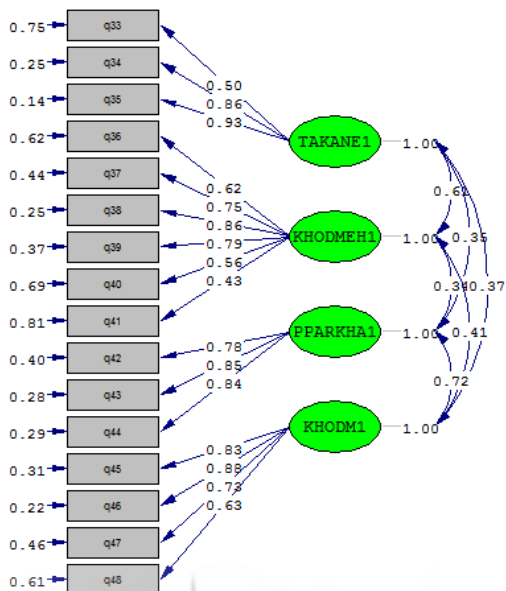 0.75 q33
0.25 q34
0.50
0.14 q35
0.86
0.93
0.62 q36
TAKANE1 1.00
0.44 q37
0.62
0.75
0.25 q38
0.86
KHODMEH1 1.00 0.35
0.37 q39
0.79
0.69 q40
0.56
0.43
0.34 0.37
0.81 q41
PPARKHA1 1.00 0.41
0.40 q42
0.78
0.85
0.84
0.72
0.28 q43
0.29 q44
KHODM1 1.00
0.31 q45
0.83
0.88
0.73
0.63
0.22 q46
0.46 q47
0.61 q48